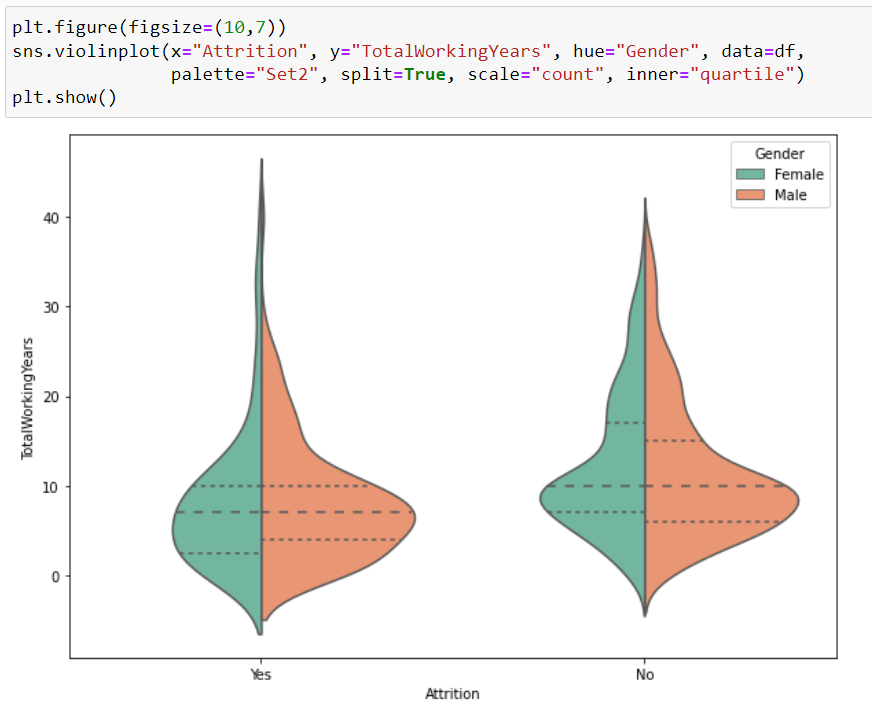 plt.figure(figsize=(10,7))
sns.violinplot(x="Attrition", y="TotalWorkingYears", hue="Gender", data=df,
palette="Set2", split=True, scale="count", inner="quartile")
plt.show()
Gender
Female
Male
40
30
20
10
0
TotalWorkingYears
Yes
No
Attrition